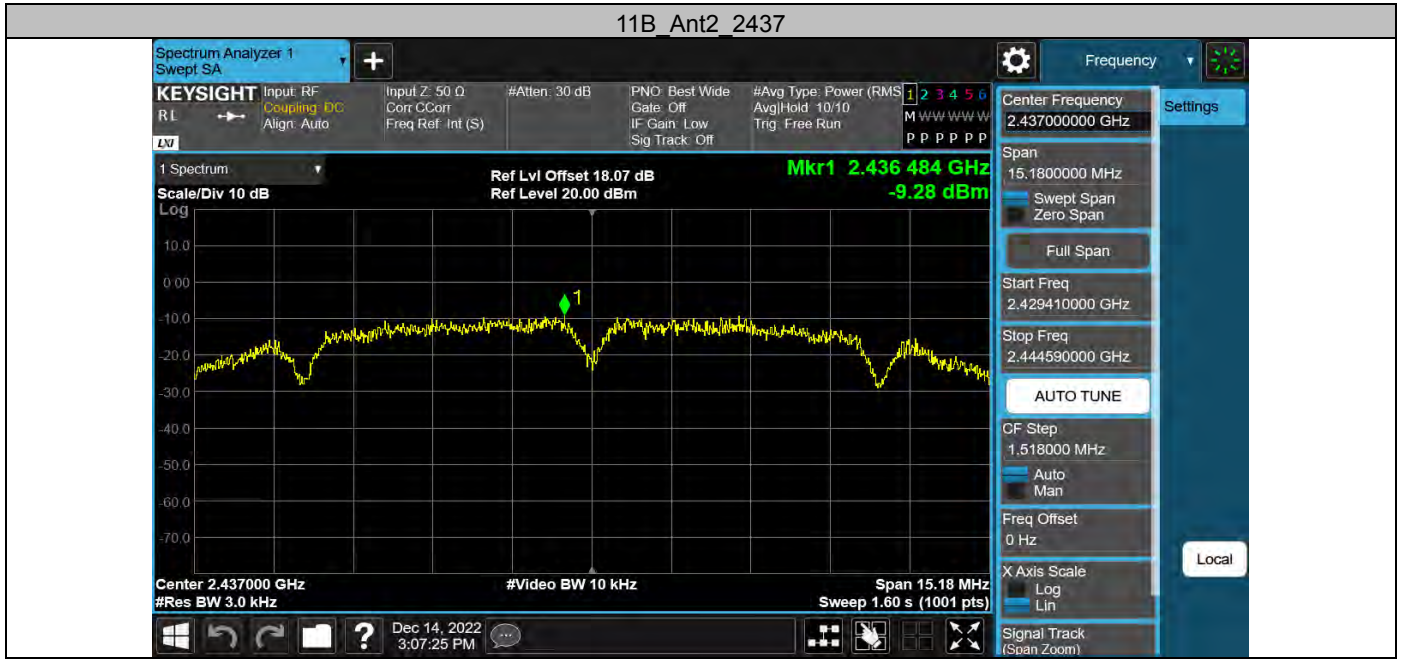 11B_Ant2_2437
Spectrum Analyzer 1
Swept SA
+
Frequency
KEYSIGHT
RL
LXI
Input: RF
Coupling: DC
Align: Auto
Input Z: 50 Ω
Corr CCorr
Freq Ref: Int (S)
#Atten: 30 dB
PNO: Best Wide
Gate: Off
IF Gain: Low
Sig Track: Off
#Avg Type: Power (RMS
Avg|Hold: 10/10
Trig: Free Run
1 2 3 4 5 6
M W W W W W
P P P P P P
Center Frequency
2.437000000 GHz
Settings
1 Spectrum
Scale/Div 10 dB
Log
Ref Lvl Offset 18.07 dB
Ref Level 20.00 dBm
Mkr1 2.436 484 GHz
-9.28 dBm
10.0
0.00
-10.0
-20.0
-30.0
-40.0
-50.0
-60.0
-70.0
1
Center 2.437000 GHz
#Res BW 3.0 kHz
#Video BW 10 kHz
Span 15.18 MHz
Sweep 1.60 s (1001 pts)
Span
15.1800000 MHz
Swept Span
Zero Span
Full Span
Start Freq
2.429410000 GHz
Stop Freq
2.444590000 GHz
AUTO TUNE
CF Step
1.518000 MHz
Auto
Man
Freq Offset
0 Hz
X Axis Scale
Log
Lin
Signal Track
(Span Zoom)
Local
?
Dec 14, 2022
3:07:25 PM